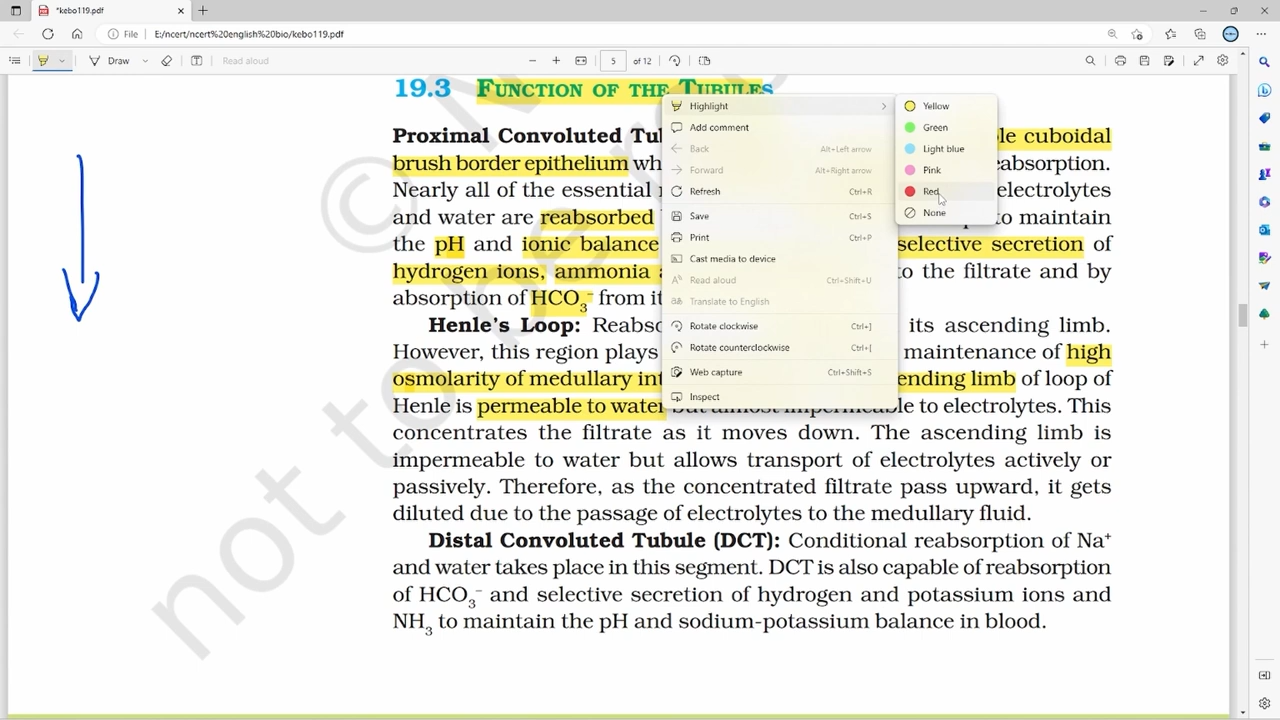 *kebo119.pdf
File E:/ncert/ncert%20english%20bio/kebo119.pdf
Draw Read aloud 5 of 12
19.3 FUNCTION OF THE TUBULES
Proximal Convoluted Tu le cuboidal
brush border epithelium wh eabsorption.
Nearly all of the essential electrolytes
and water are reabsorbed to maintain
the pH and ionic balance selective secretion of
hydrogen ions, ammonia a to the filtrate and by
absorption of HCO₃⁻ from it
Henle's Loop: Reabso its ascending limb.
However, this region plays maintenance of high
osmolarity of medullary int ending limb of loop of
Henle is permeable to water but almost impermeable to electrolytes. This
concentrates the filtrate as it moves down. The ascending limb is
impermeable to water but allows transport of electrolytes actively or
passively. Therefore, as the concentrated filtrate pass upward, it gets
diluted due to the passage of electrolytes to the medullary fluid.
Distal Convoluted Tubule (DCT): Conditional reabsorption of Na⁺
and water takes place in this segment. DCT is also capable of reabsorption
of HCO₃⁻ and selective secretion of hydrogen and potassium ions and
NH₃ to maintain the pH and sodium-potassium balance in blood.
Highlight
Add comment
Back Alt+Left arrow
Forward Alt+Right arrow
Refresh Ctrl+R
Save Ctrl+S
Print Ctrl+P
Cast media to device
Read aloud Ctrl+Shift+U
Translate to English
Rotate clockwise Ctrl+]
Rotate counterclockwise Ctrl+[
Web capture Ctrl+Shift+S
Inspect
Yellow
Green
Light blue
Pink
Red
None
© N
not to be r